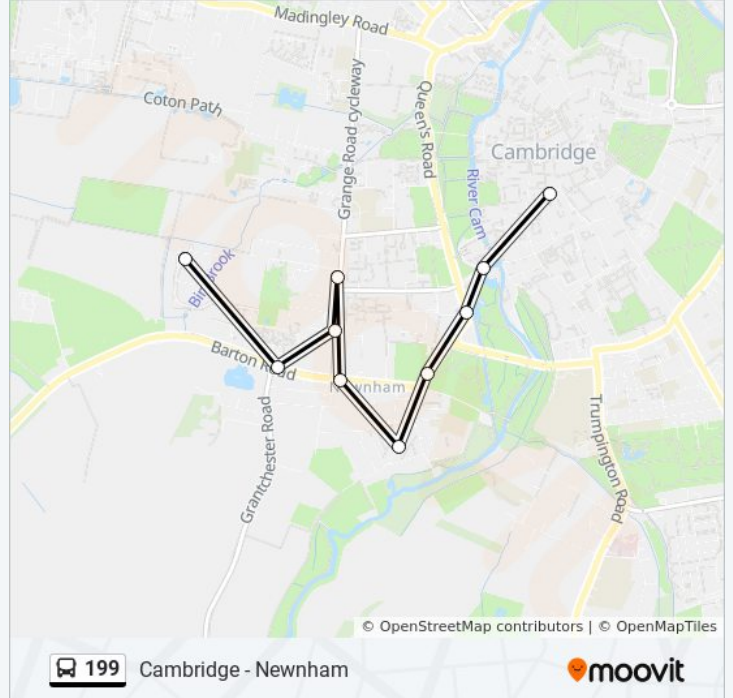 Madingley Road
Coton Path
Grange Road cycleway
Queen's Road
Cambridge
River Cam
Bin Brook
Barton Road
Newnham
Grantchester Road
Trumpington Road
© OpenStreetMap contributors | © OpenMapTiles
199 Cambridge - Newnham moovit